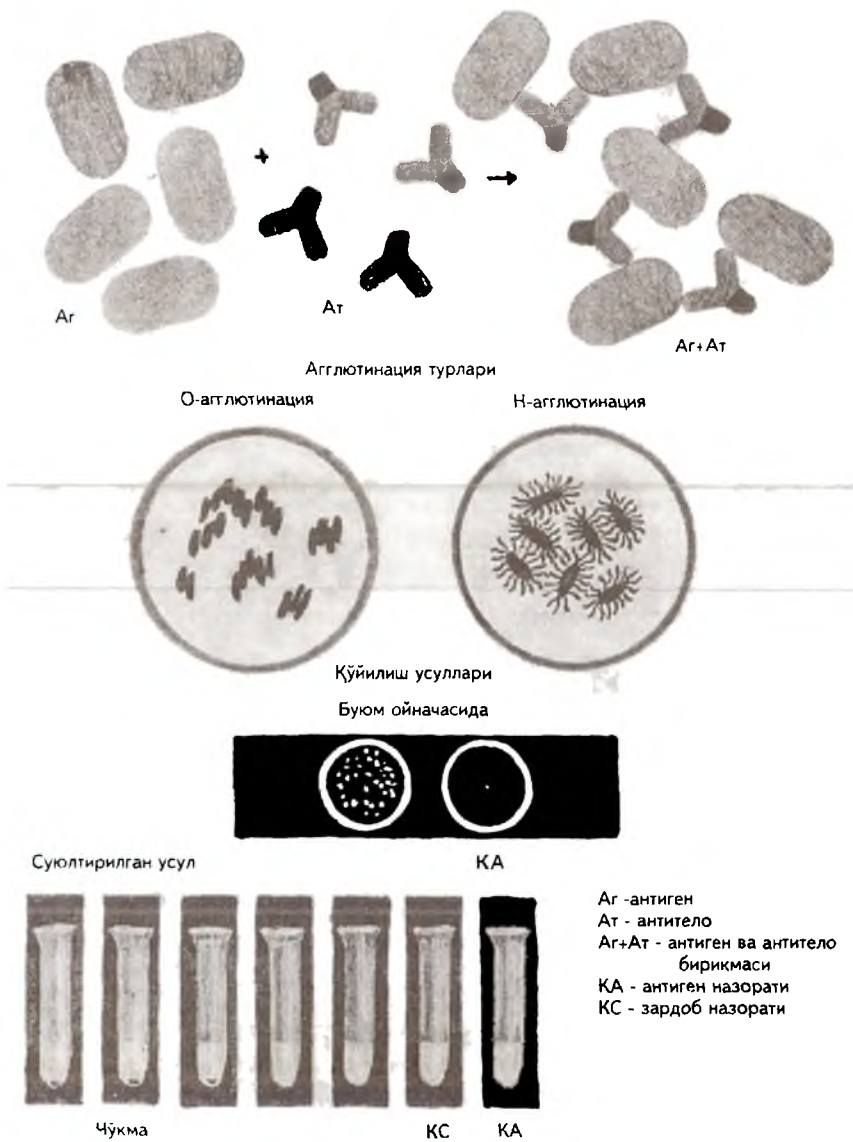 Аг
Ат
Аг+Ат
Агглютинация турлари
О-агглютинация
Н-агглютинация
Қўйилиш усуллари
Буюм ойначасида
Суюлтирилган усул
КА
Аг -антиген
Ат - антитело
Аг+Ат - антиген ва антитело
бирикмаси
КА - антиген назорати
КС - зардоб назорати
Чўкма
КС
КА